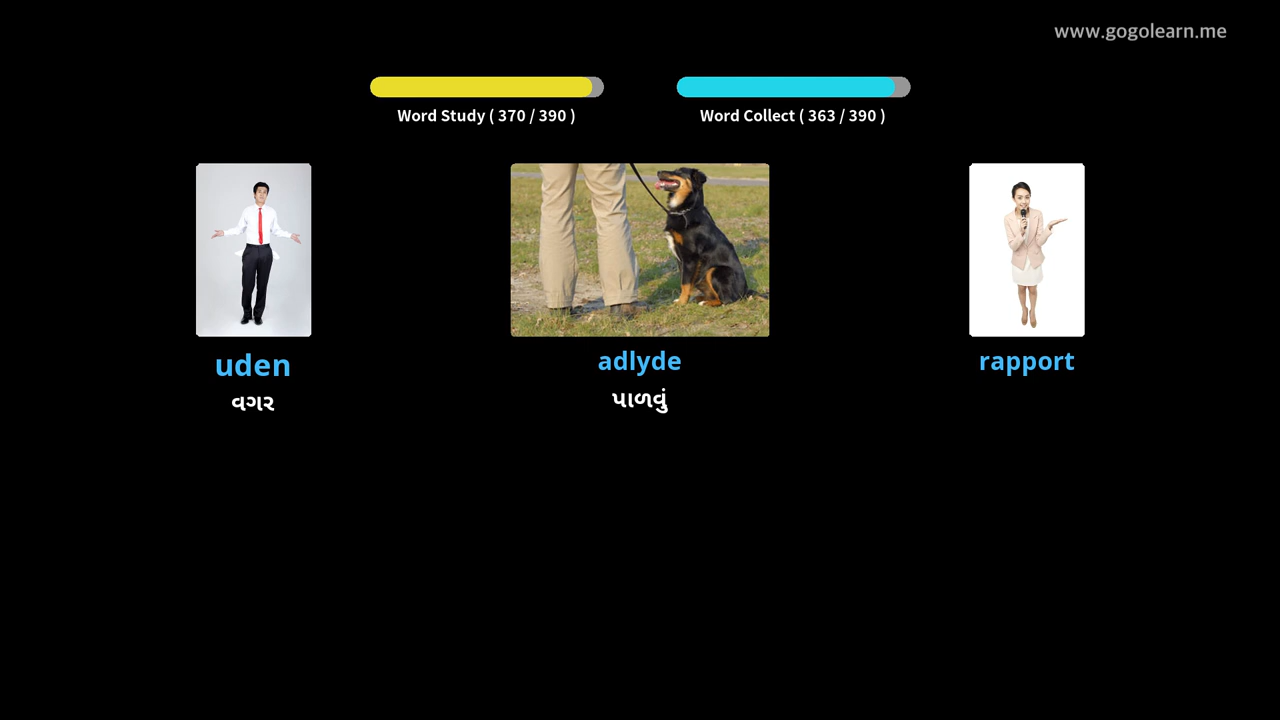 www.gogolearn.me
Word Study ( 370 / 390 )
Word Collect ( 363 / 390 )
uden
adlyde
rapport
વગર
પાળવું